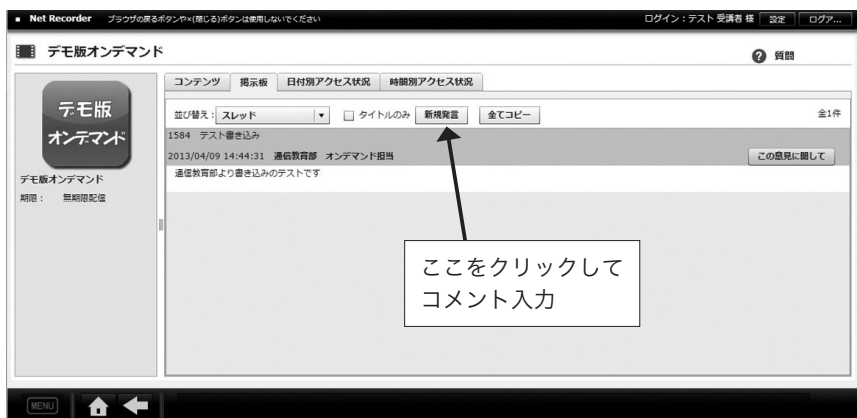 Net Recorder ブラウザの戻るボタンや×(閉じる)ボタンは使用しないでください ログイン：テスト 受講者 様 設定 ログア...
デモ版オンデマンド ? 質問
コンテンツ 掲示板 日付別アクセス状況 時間別アクセス状況
デモ版
オンデマンド
並び替え： スレッド ▼ タイトルのみ 新規発言 全てコピー 全1件
1584 テスト書き込み
2013/04/09 14:44:31 通信教育部 オンデマンド担当 この意見に関して
通信教育部より書き込みのテストです
デモ版オンデマンド
期限： 無期限配信
ここをクリックして
コメント入力
MENU